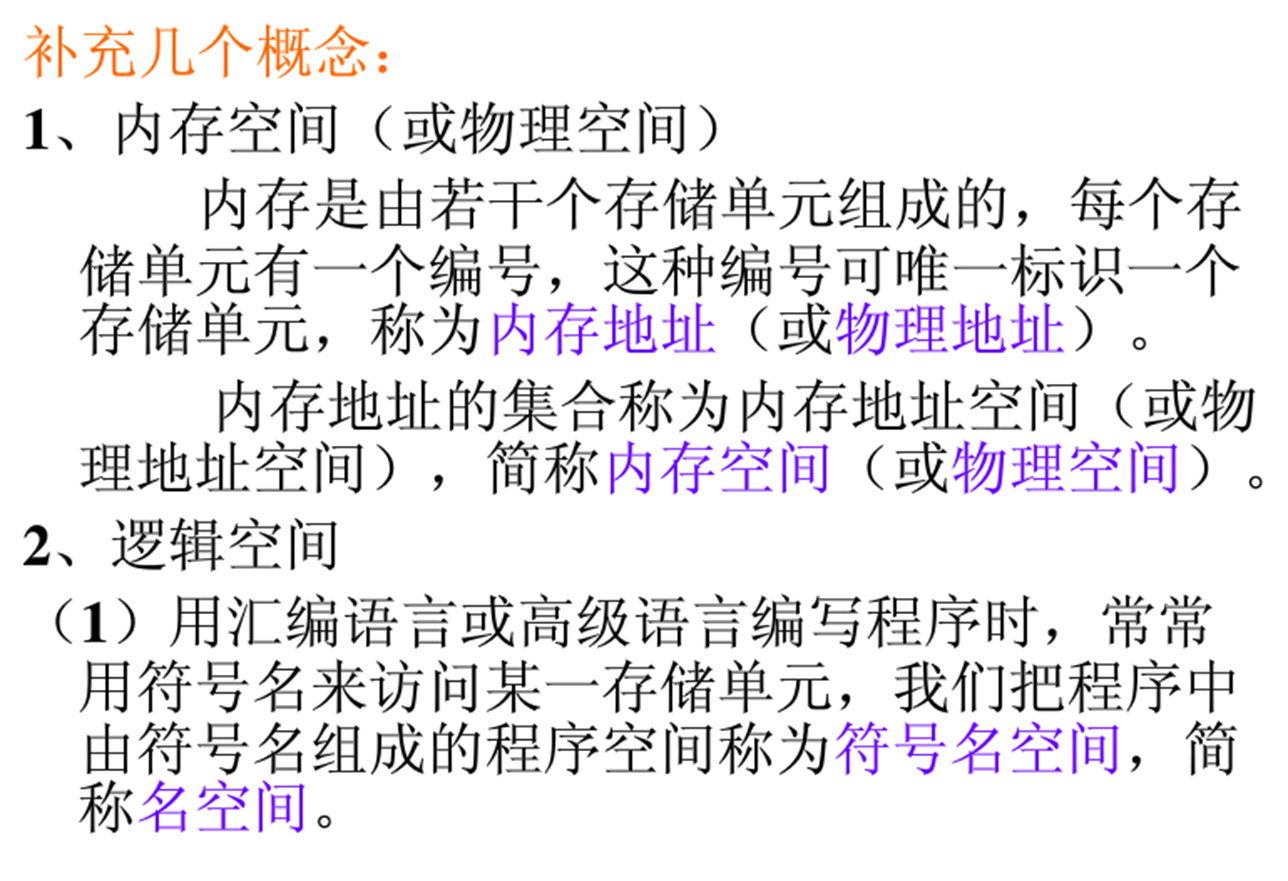 补充几个概念：
1、内存空间（或物理空间）
内存是由若干个存储单元组成的，每个存
储单元有一个编号，这种编号可唯一标识一个
存储单元，称为内存地址（或物理地址）。
内存地址的集合称为内存地址空间（或物
理地址空间），简称内存空间（或物理空间）。
2、逻辑空间
（1）用汇编语言或高级语言编写程序时，常常
用符号名来访问某一存储单元，我们把程序中
由符号名组成的程序空间称为符号名空间，简
称名空间。